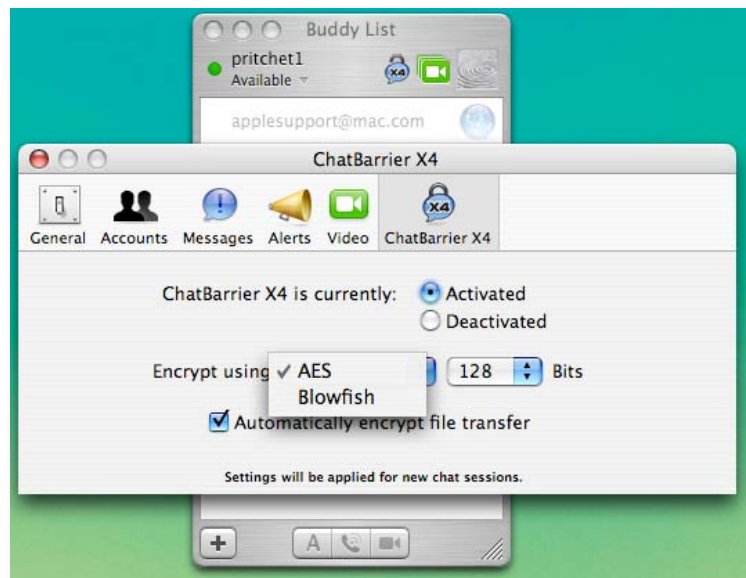 Buddy List
pritchet1
Available
X4
applesupport@mac.com
ChatBarrier X4
X4
General Accounts Messages Alerts Video ChatBarrier X4
ChatBarrier X4 is currently: Activated
Deactivated
Encrypt using AES 128 Bits
Blowfish
Automatically encrypt file transfer
Settings will be applied for new chat sessions.
A